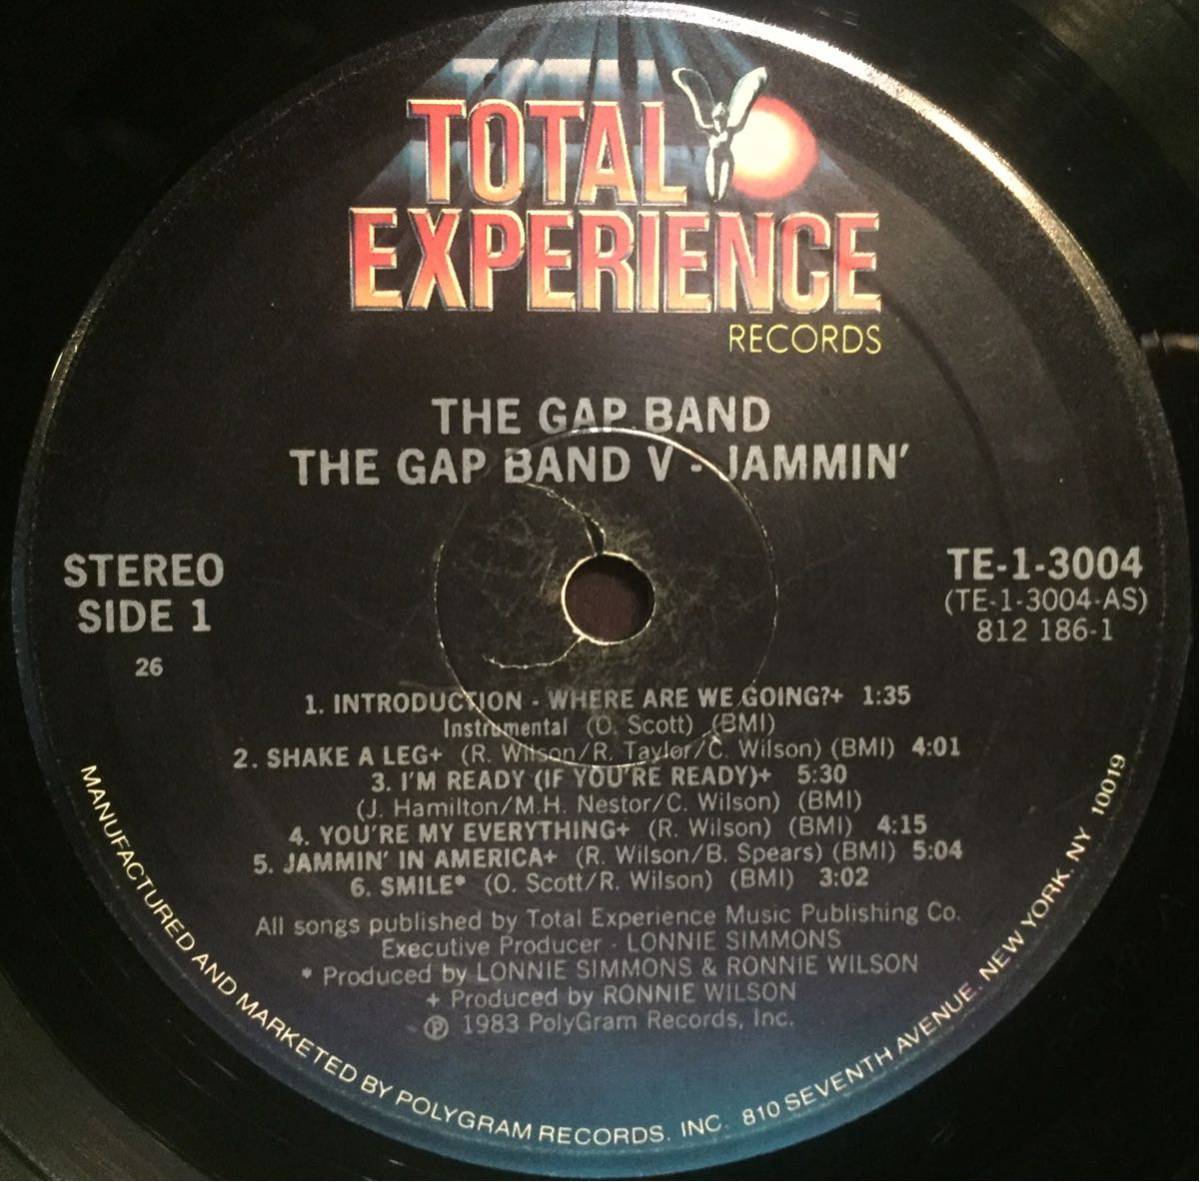 TOTAL
EXPERIENCE
RECORDS
THE GAP BAND
THE GAP BAND V - JAMMIN'
STEREO
SIDE 1
26
TE-1-3004
(TE-1-3004-AS)
812 186-1
1. INTRODUCTION - WHERE ARE WE GOING?+ 1:35
Instrumental (O. Scott) (BMI)
2. SHAKE A LEG+ (R. Wilson/R. Taylor/C. Wilson) (BMI) 4:01
3. I'M READY (IF YOU'RE READY)+ 5:30
(J. Hamilton/M.H. Nestor/C. Wilson) (BMI)
4. YOU'RE MY EVERYTHING+ (R. Wilson) (BMI) 4:15
5. JAMMIN' IN AMERICA+ (R. Wilson/B. Spears) (BMI) 5:04
6. SMILE* (O. Scott/R. Wilson) (BMI) 3:02
All songs published by Total Experience Music Publishing Co.
Executive Producer - LONNIE SIMMONS
* Produced by LONNIE SIMMONS & RONNIE WILSON
+ Produced by RONNIE WILSON
℗ 1983 PolyGram Records, Inc.
MANUFACTURED AND MARKETED BY POLYGRAM RECORDS. INC. 810 SEVENTH AVENUE. NEW YORK. NY 10019